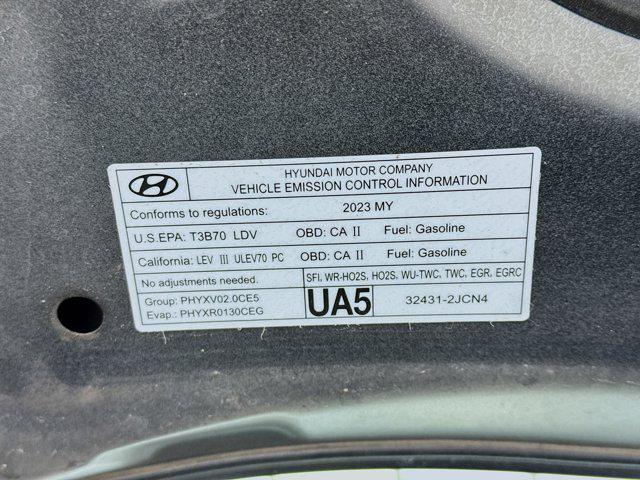 HYUNDAI MOTOR COMPANY
VEHICLE EMISSION CONTROL INFORMATION
Conforms to regulations: 2023 MY
U.S.EPA: T3B70 LDV OBD: CA II Fuel: Gasoline
California: LEV III ULEV70 PC OBD: CA II Fuel: Gasoline
No adjustments needed. SFI, WR-HO2S, HO2S, WU-TWC, TWC, EGR, EGRC
Group: PHYXV02.0CE5
Evap.: PHYXR0130CEG
UA5 32431-2JCN4